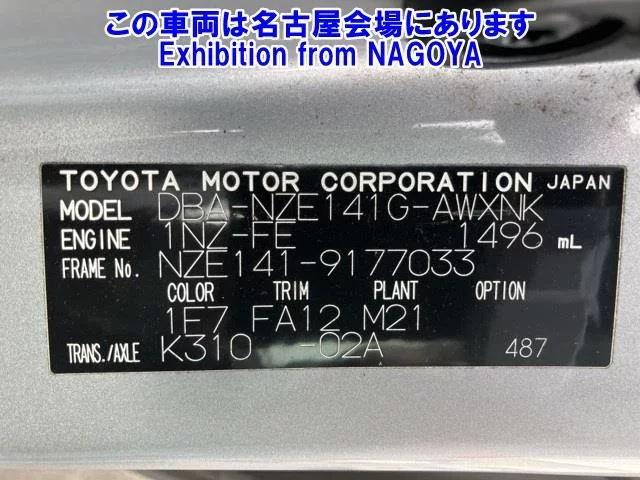 この車両は名古屋会場にあります
Exhibition from NAGOYA
TOYOTA MOTOR CORPORATION JAPAN
MODEL DBA-NZE141G-AWXNK
ENGINE 1NZ-FE 1496 mL
FRAME No. NZE141-9177033
COLOR TRIM PLANT OPTION
1E7 FA12 M21
TRANS./AXLE K310 -02A 487